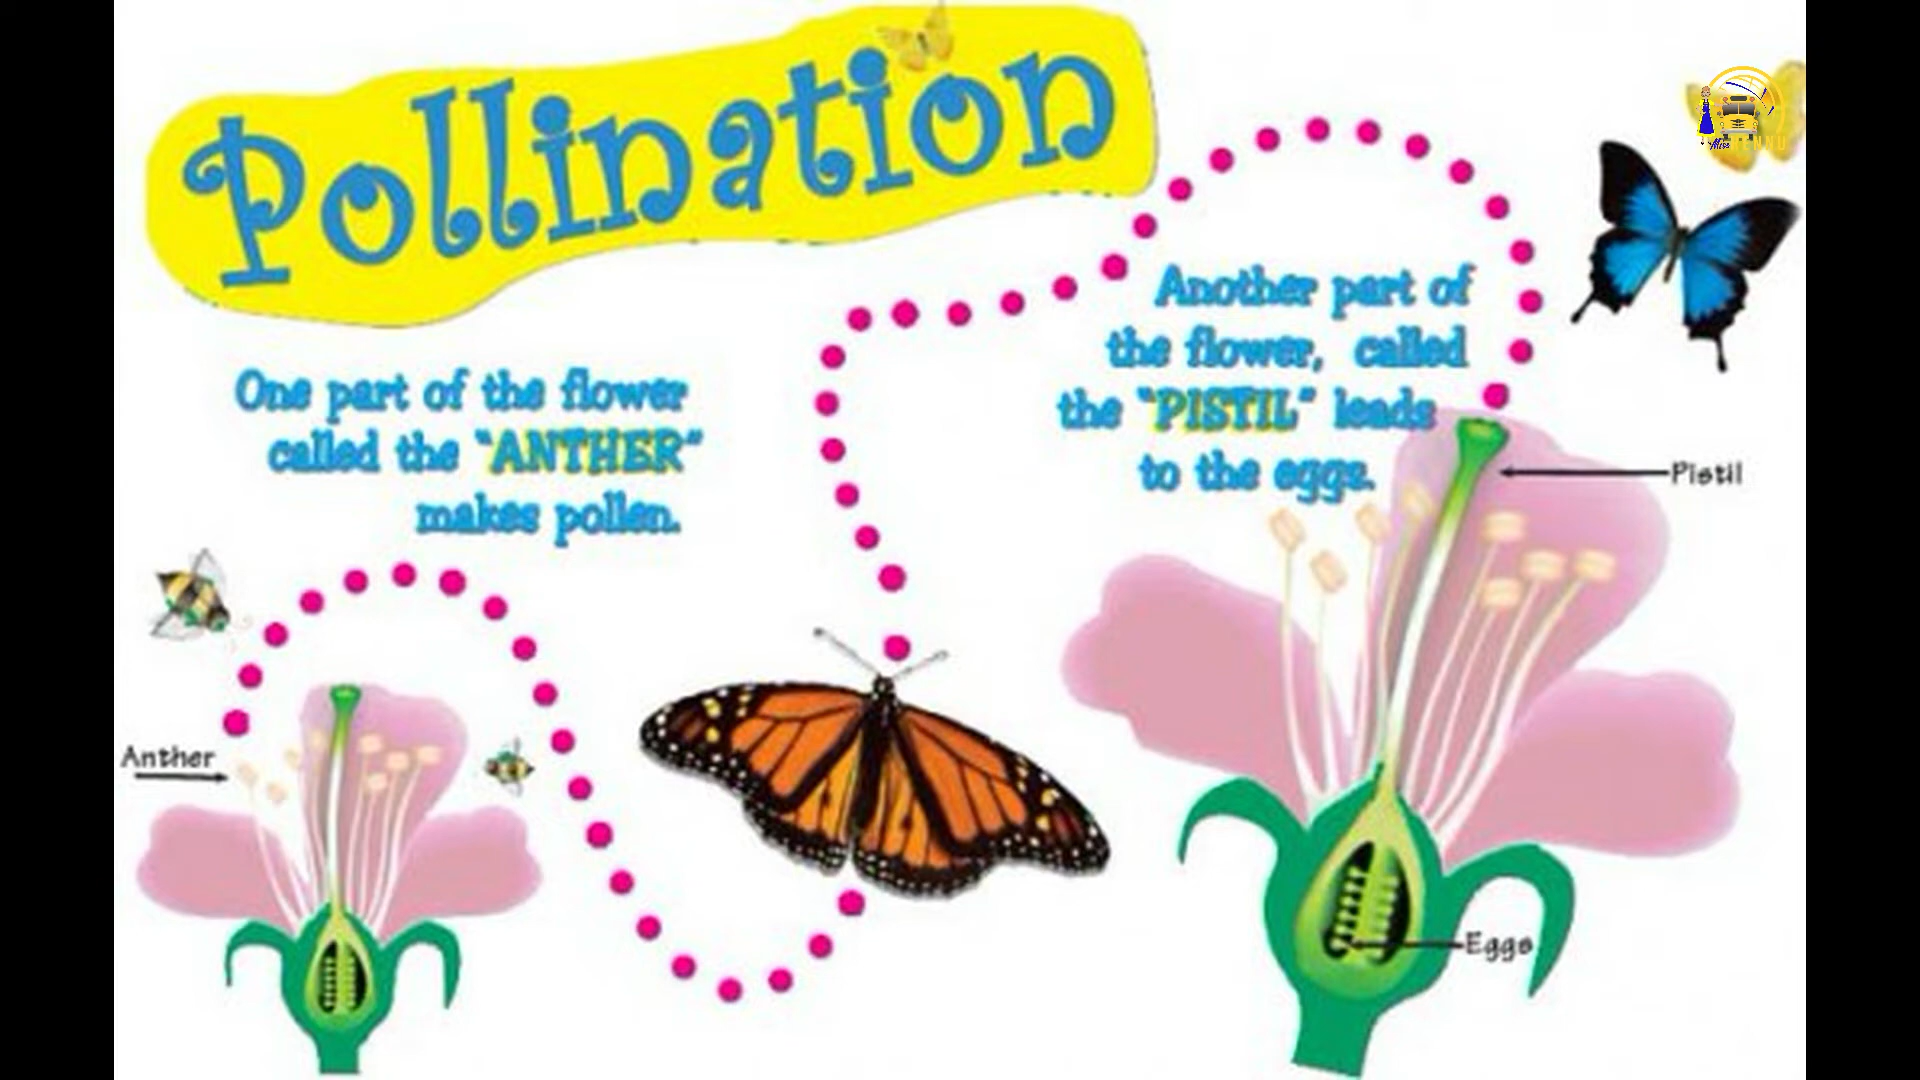 Pollination
One part of the flower
called the "ANTHER"
makes pollen.
Another part of
the flower, called
the "PISTIL" leads
to the eggs.
Pistil
Anther
Eggs
Miss